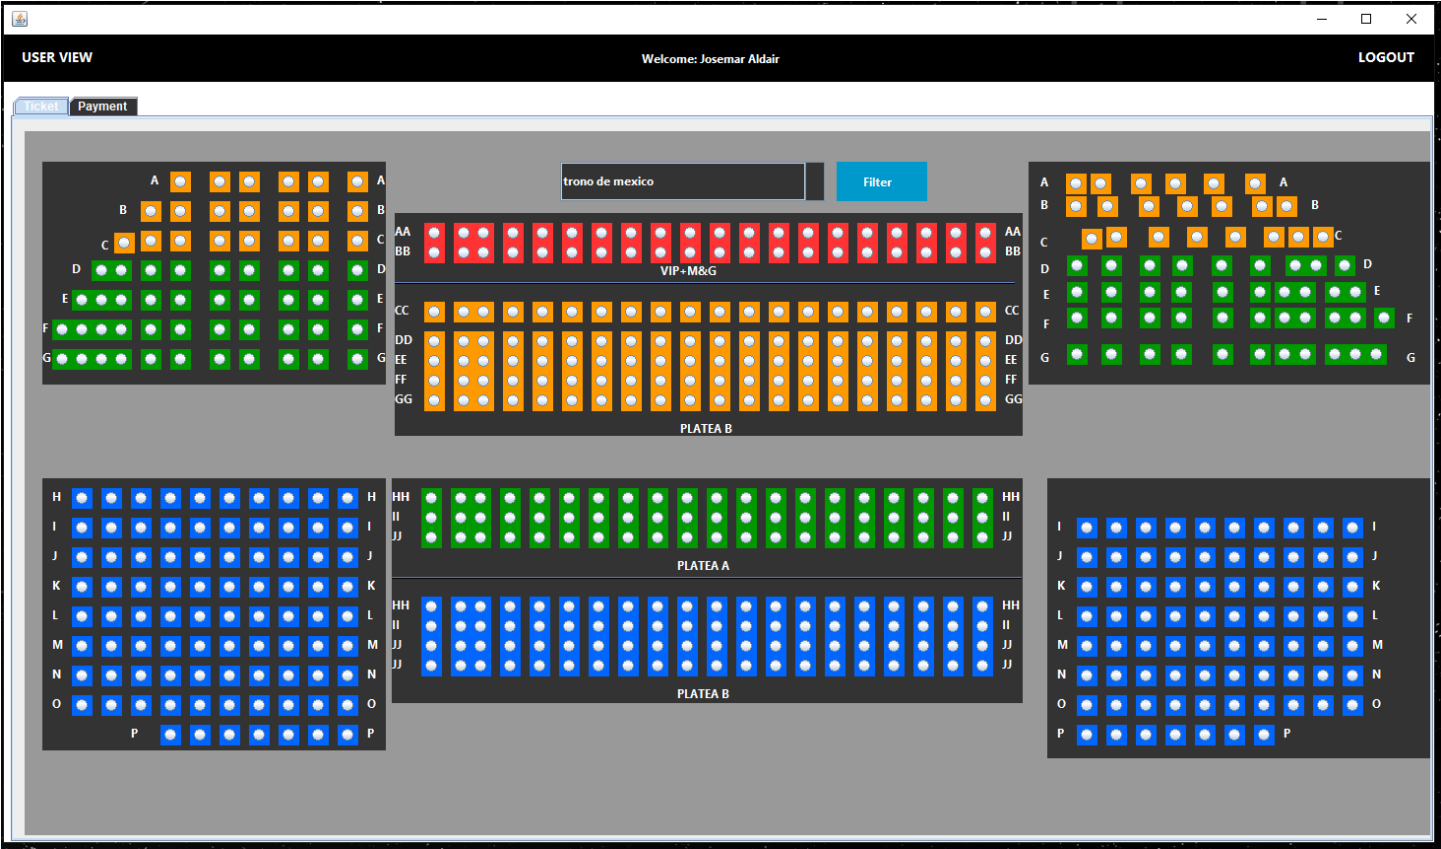 USER VIEW
Welcome: Josemar Aldair
LOGOUT
Ticket
Payment
trono de mexico
Filter
A A
B B
C C
D D
E E
F F
G G
AA AA
BB BB
VIP+M&G
CC CC
DD DD
EE EE
FF FF
GG GG
PLATEA B
A A
B B
C C
D D
E E
F F
G G
H H
I I
J J
K K
L L
M M
N N
O O
P P
HH HH
II II
JJ JJ
PLATEA A
HH HH
II II
JJ JJ
JJ JJ
PLATEA B
I I
J J
K K
L L
M M
N N
O O
P P